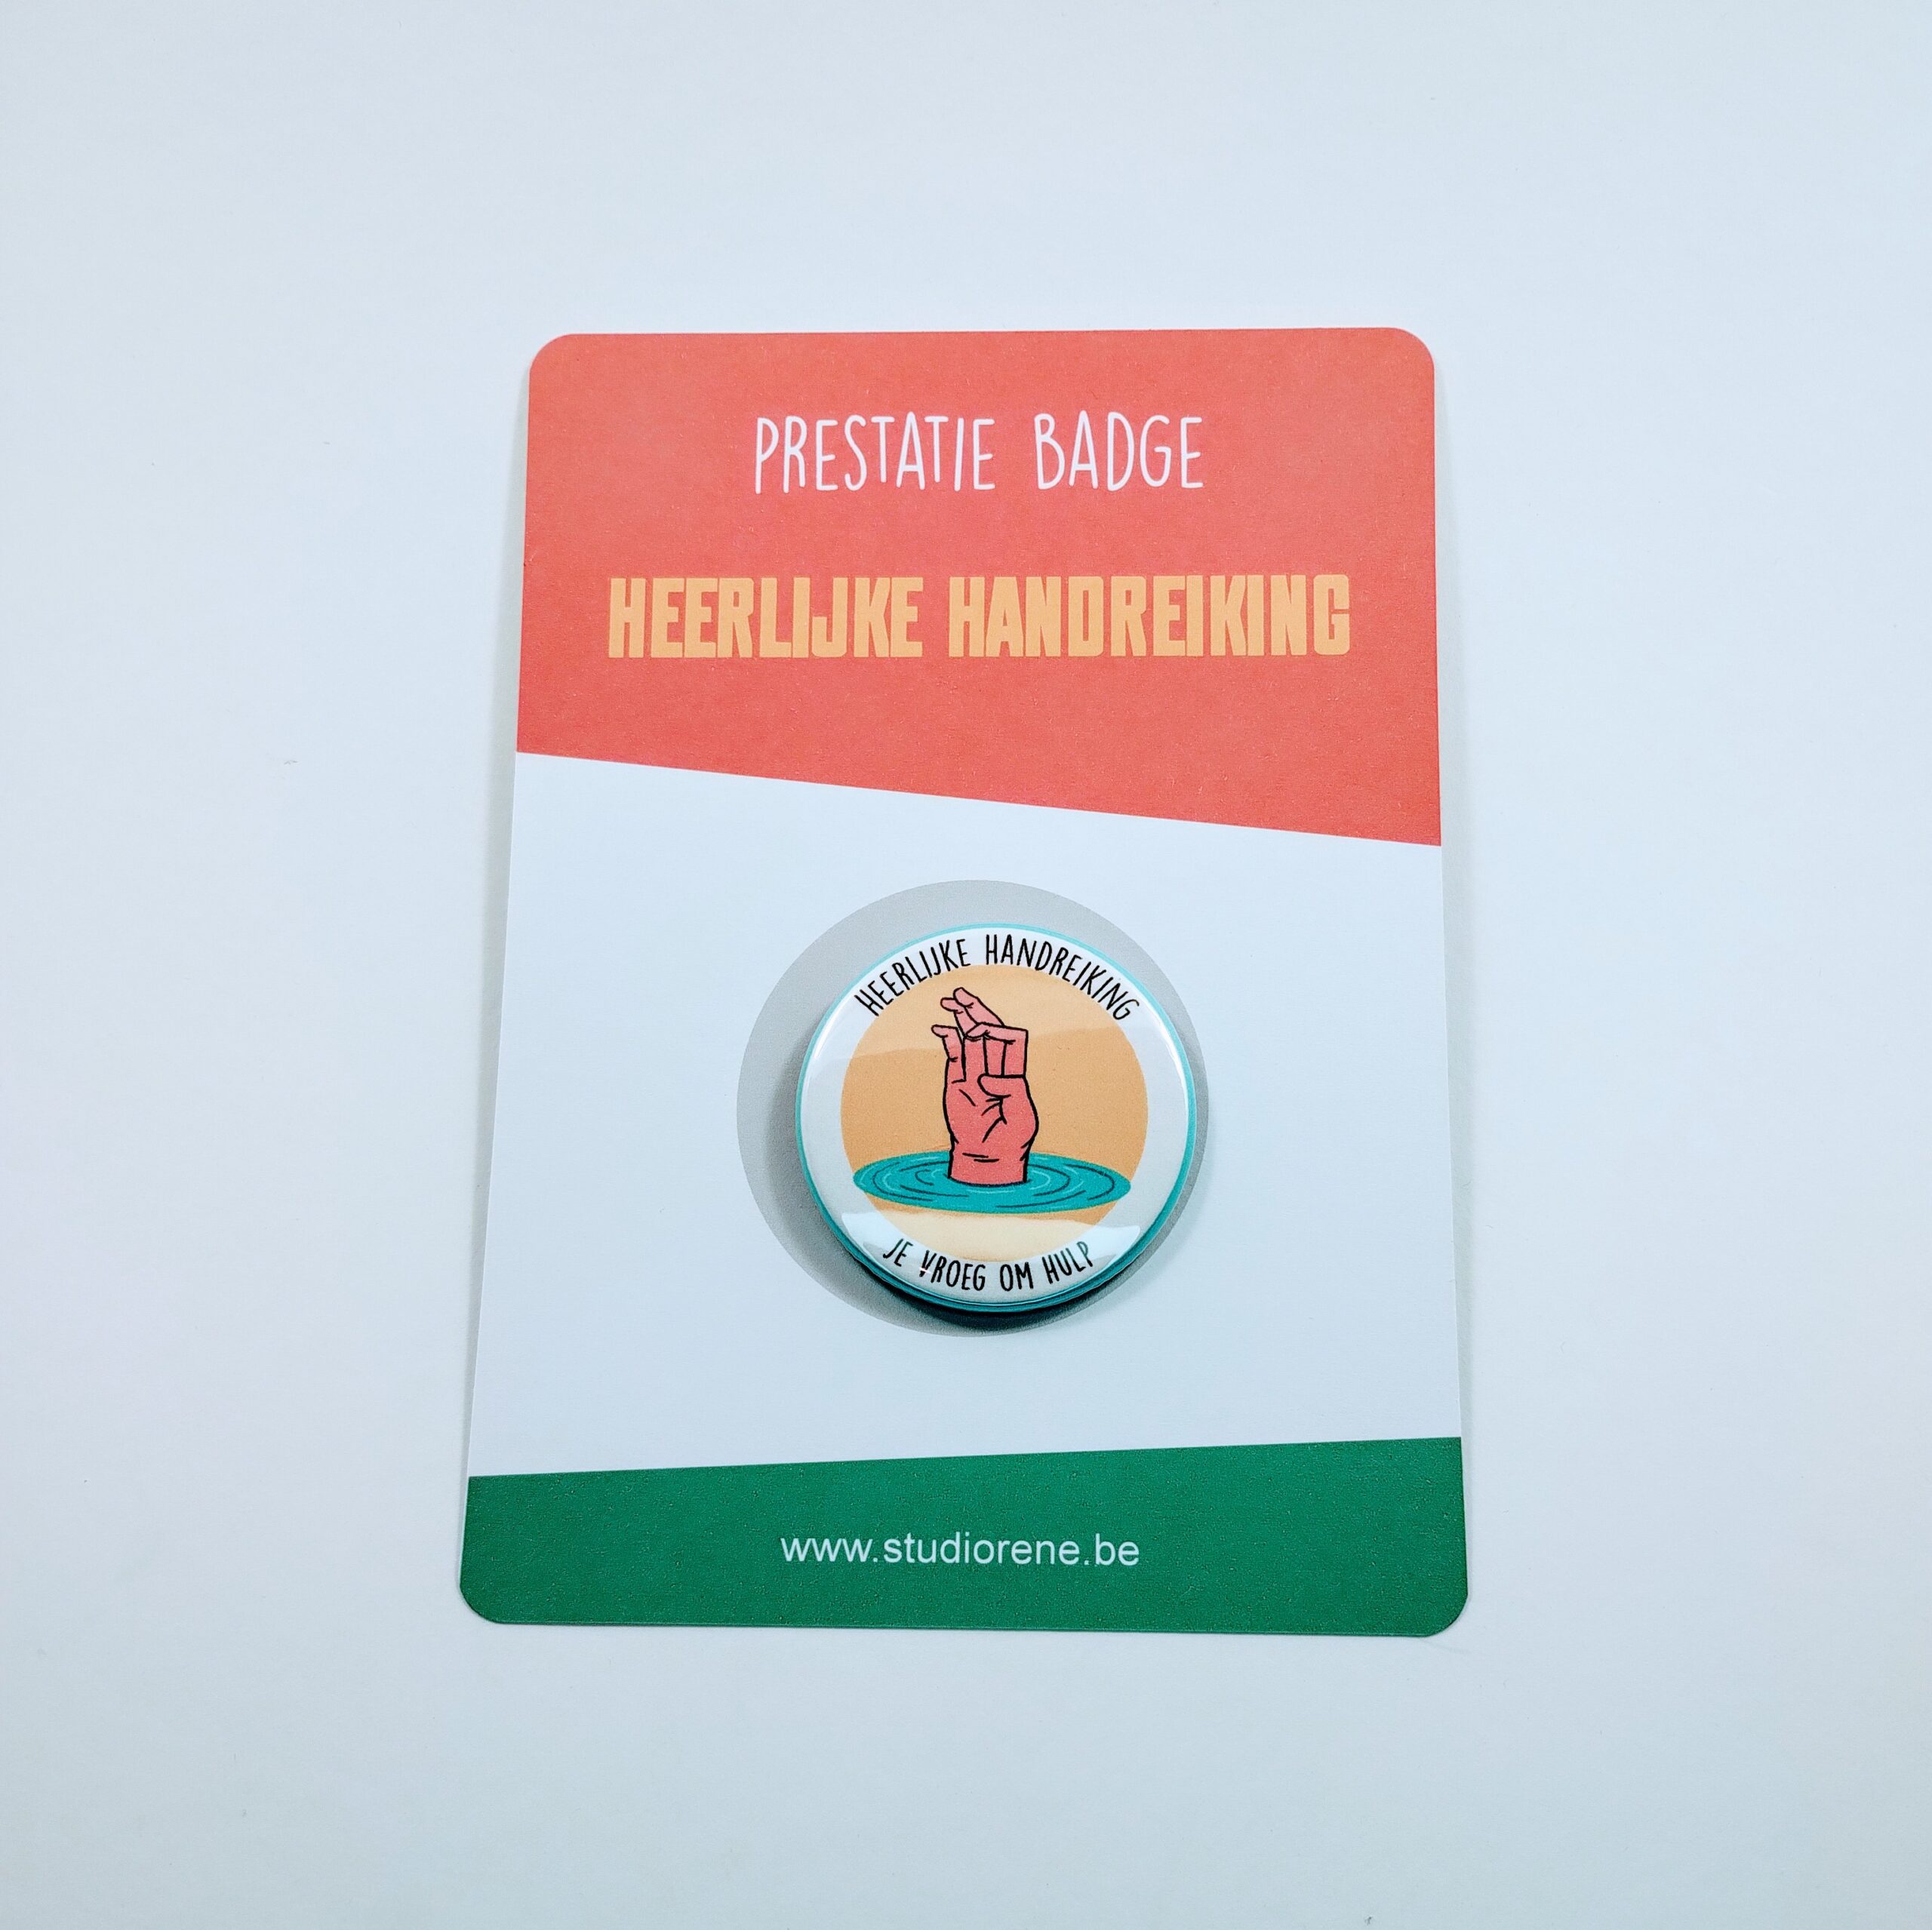 PRESTATIE BADGE
HEERLIJKE HANDREIKING
HEERLIJKE HANDREIKING
JE VROEG OM HULP
www.studiorene.be